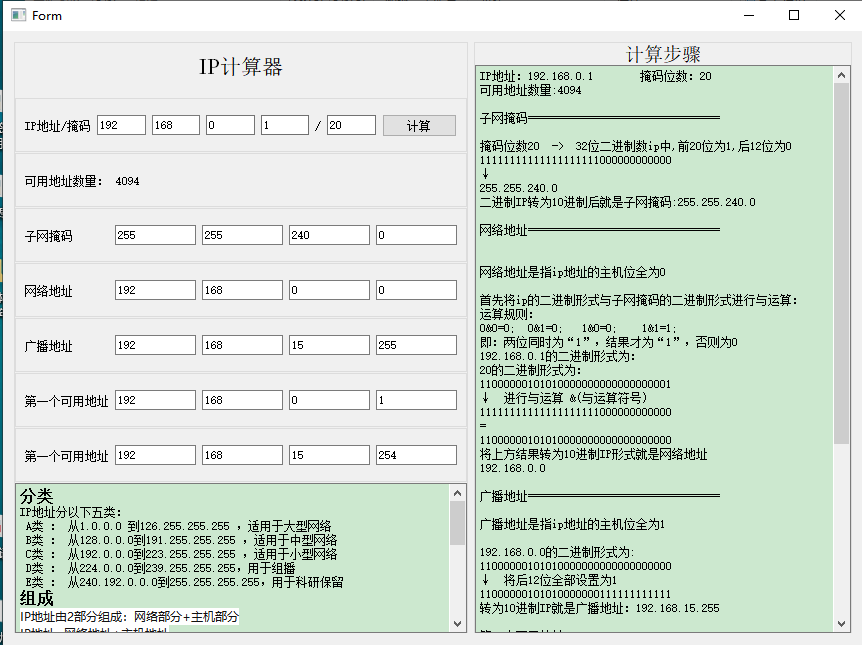 Form
IP计算器
IP地址/掩码 192 168 0 1 / 20 计算
可用地址数量： 4094
子网掩码 255 255 240 0
网络地址 192 168 0 0
广播地址 192 168 15 255
第一个可用地址 192 168 0 1
第一个可用地址 192 168 15 254
分类
IP地址分以下五类：
A类 ： 从1.0.0.0 到126.255.255.255 ，适用于大型网络
B类 ： 从128.0.0.0到191.255.255.255 ，适用于中型网络
C类 ： 从192.0.0.0到223.255.255.255 ，适用于小型网络
D类 ： 从224.0.0.0到239.255.255.255，用于组播
E类 ： 从240.192.0.0.0到255.255.255.255，用于科研保留
组成
IP地址由2部分组成：网络部分+主机部分
IP地址 网络地址+主机地址
计算步骤
IP地址：192.168.0.1 掩码位数：20
可用地址数量:4094
子网掩码════════════════
掩码位数20 -> 32位二进制数ip中,前20位为1,后12位为0
11111111111111111111000000000000
↓
255.255.240.0
二进制IP转为10进制后就是子网掩码:255.255.240.0
网络地址════════════════
网络地址是指ip地址的主机位全为0
首先将ip的二进制形式与子网掩码的二进制形式进行与运算：
运算规则：
0&0=0; 0&1=0; 1&0=0; 1&1=1;
即：两位同时为“1”，结果才为“1”，否则为0
192.168.0.1的二进制形式为：
20的二进制形式为：
11000000101010000000000000000001
↓ 进行与运算 &(与运算符号)
11111111111111111111000000000000
=
11000000101010000000000000000000
将上方结果转为10进制IP形式就是网络地址
192.168.0.0
广播地址════════════════
广播地址是指ip地址的主机位全为1
192.168.0.0的二进制形式为:
11000000101010000000000000000000
↓ 将后12位全部设置为1
11000000101010000000111111111111
转为10进制IP就是广播地址：192.168.15.255